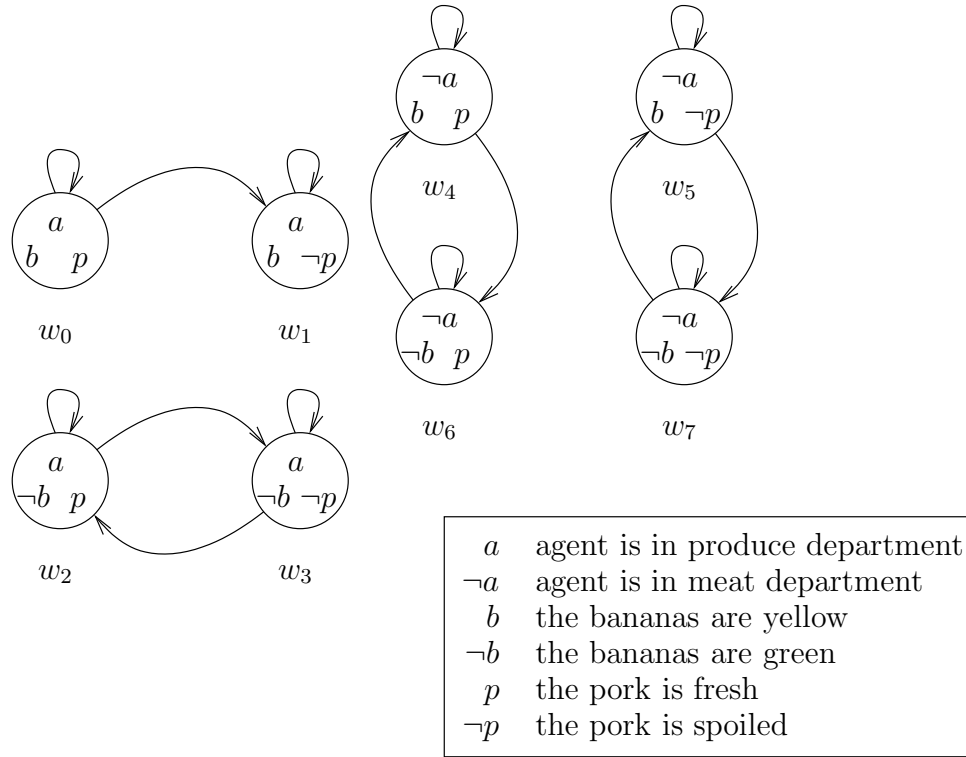 ¬a
b p
w₄
¬a
b ¬p
w₅
a
b p
w₀
a
b ¬p
w₁
¬a
¬b p
w₆
¬a
¬b ¬p
w₇
a
¬b p
w₂
a
¬b ¬p
w₃
a agent is in produce department
¬a agent is in meat department
b the bananas are yellow
¬b the bananas are green
p the pork is fresh
¬p the pork is spoiled